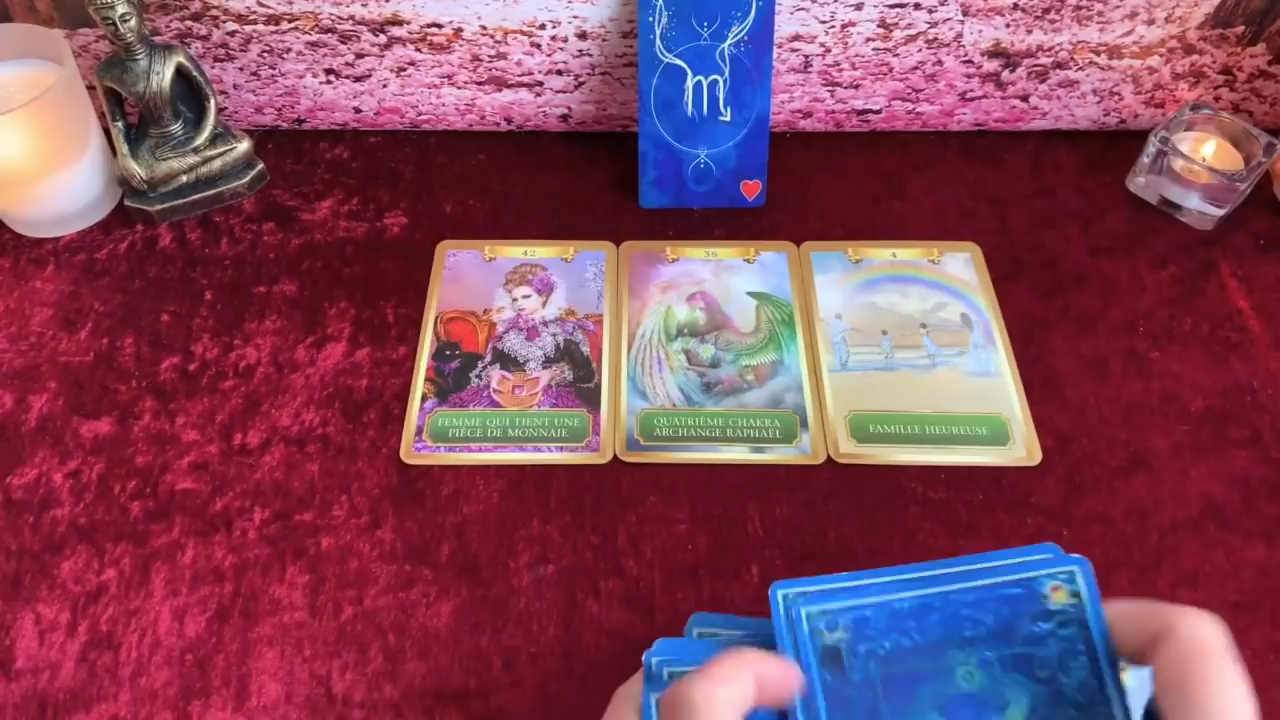 42
38
4
FEMME QUI TIENT UNE
PIÈCE DE MONNAIE
QUATRIÈME CHAKRA
ARCHANGE RAPHAËL
FAMILLE HEUREUSE